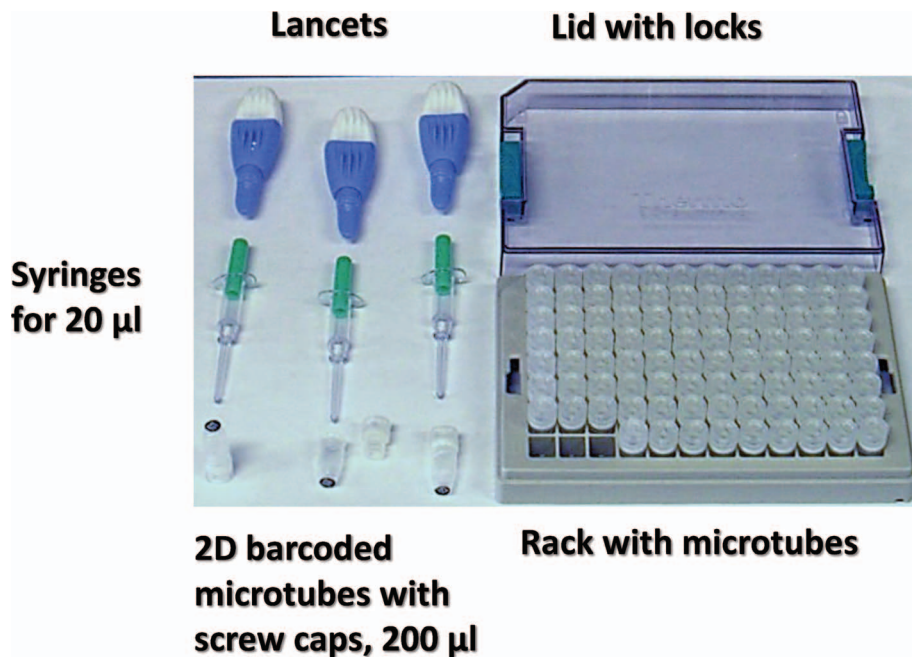 Lancets
Lid with locks
Thermo
Syringes
for 20 µl
2D barcoded
microtubes with
screw caps, 200 µl
Rack with microtubes